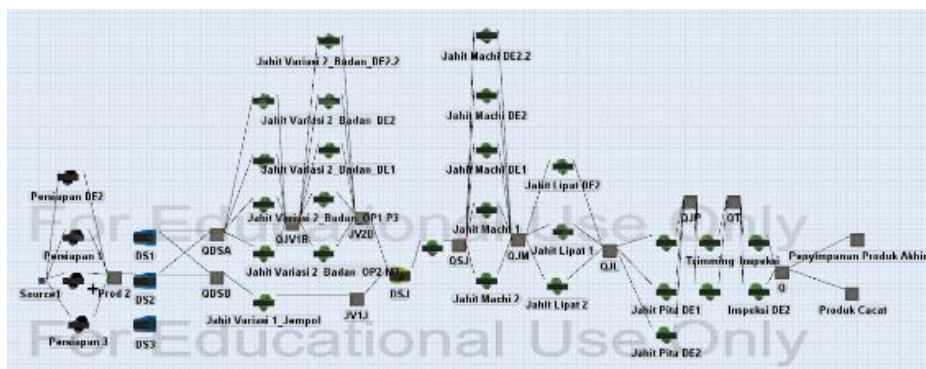 Jahit Variasi 2_Badan_DE2.2
Jahit Machi DE2.2
Jahit Variasi 2_Badan_DE2
Jahit Machi DE2
Jahit Variasi 2_Badan_DE1
Jahit Machi DE1
Jahit Lipat DE2
Persiapan DE2
Jahit Variasi 2_Badan_OP1 P3
Jahit Machi 1
QJP
QT
For Educational Use Only
Persiapan 1
DS1
QDSA
QJV1B
JV2B
QSJ
QJM
Jahit Lipat 1
QJL
Trimming
Inspeksi
Penyimpanan Produk Akhir
Jahit Variasi 2_Badan_OP2
Source1
Prod 2
DS2
QDSB
DSJ
Jahit Machi 2
Jahit Lipat 2
Jahit Pita DE1
Inspeksi DE2
Q
Produk Cacat
Jahit Variasi 1_Jempol
JV1J
Persiapan 3
DS3
For Educational Use Only
Jahit Pita DE2